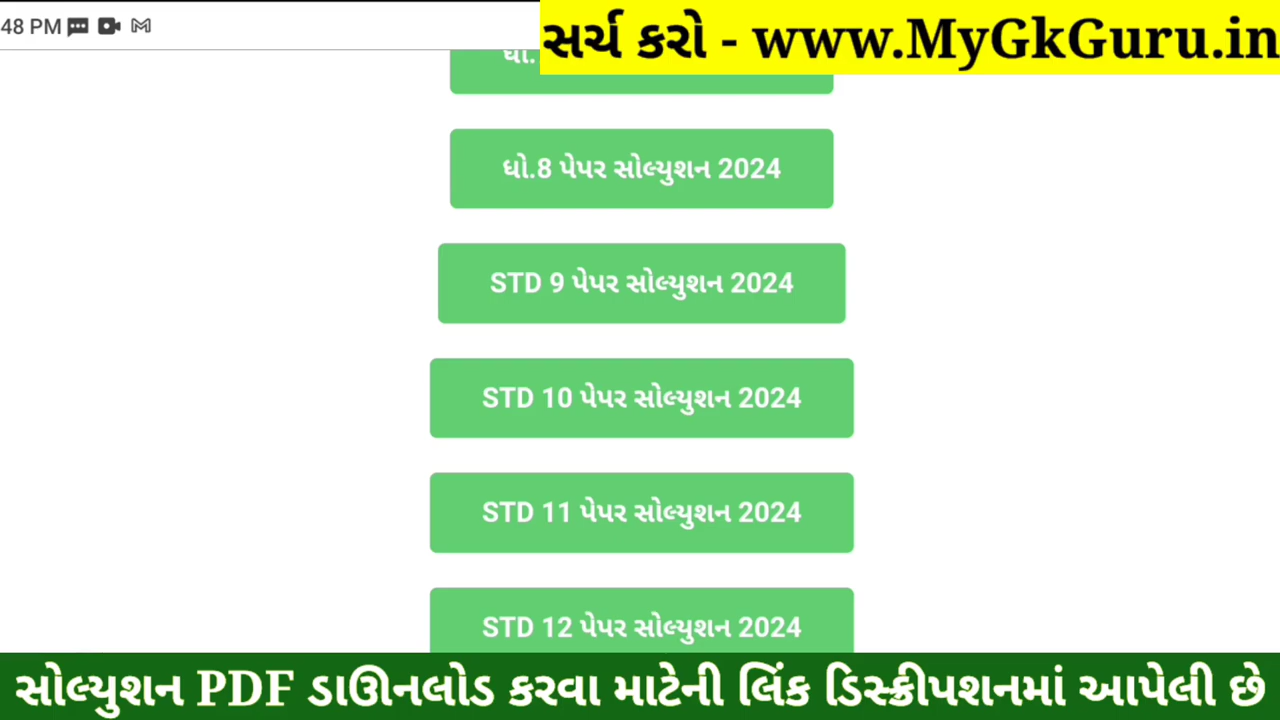 48 PM
સર્ચ કરો - www.MyGkGuru.in
ધો.8 પેપર સોલ્યુશન 2024
STD 9 પેપર સોલ્યુશન 2024
STD 10 પેપર સોલ્યુશન 2024
STD 11 પેપર સોલ્યુશન 2024
STD 12 પેપર સોલ્યુશન 2024
સોલ્યુશન PDF ડાઊનલોડ કરવા માટેની લિંક ડિસ્ક્રીપશનમાં આપેલી છે